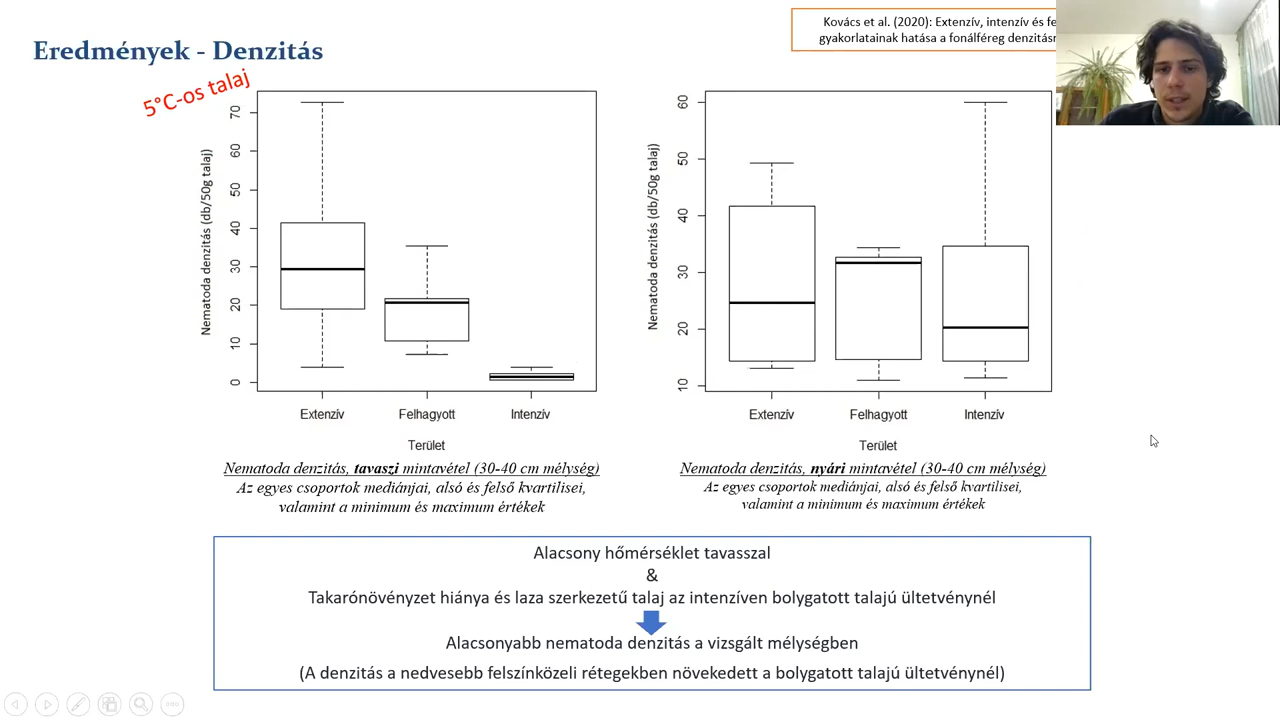 Eredmények - Denzitás
Kovács et al. (2020): Extenzív, intenzív és
gyakorlatainak hatása a fonálféreg
5°C-os talaj
Nematoda denzitás (db/50g talaj)
70
60
50
40
30
20
10
0
Extenzív Felhagyott Intenzív
Terület
Nematoda denzitás (db/50g talaj)
60
50
40
30
20
10
Extenzív Felhagyott Intenzív
Terület
Nematoda denzitás, tavaszi mintavétel (30-40 cm mélység)
Az egyes csoportok mediánjai, alsó és felső kvartilisei,
valamint a minimum és maximum értékek
Nematoda denzitás, nyári mintavétel (30-40 cm mélység)
Az egyes csoportok mediánjai, alsó és felső kvartilisei,
valamint a minimum és maximum értékek
Alacsony hőmérséklet tavasszal
&
Takarónövényzet hiánya és laza szerkezetű talaj az intenzíven bolygatott talajú ültetvénynél
Alacsonyabb nematoda denzitás a vizsgált mélységben
(A denzitás a nedvesebb felszínközeli rétegekben növekedett a bolygatott talajú ültetvénynél)